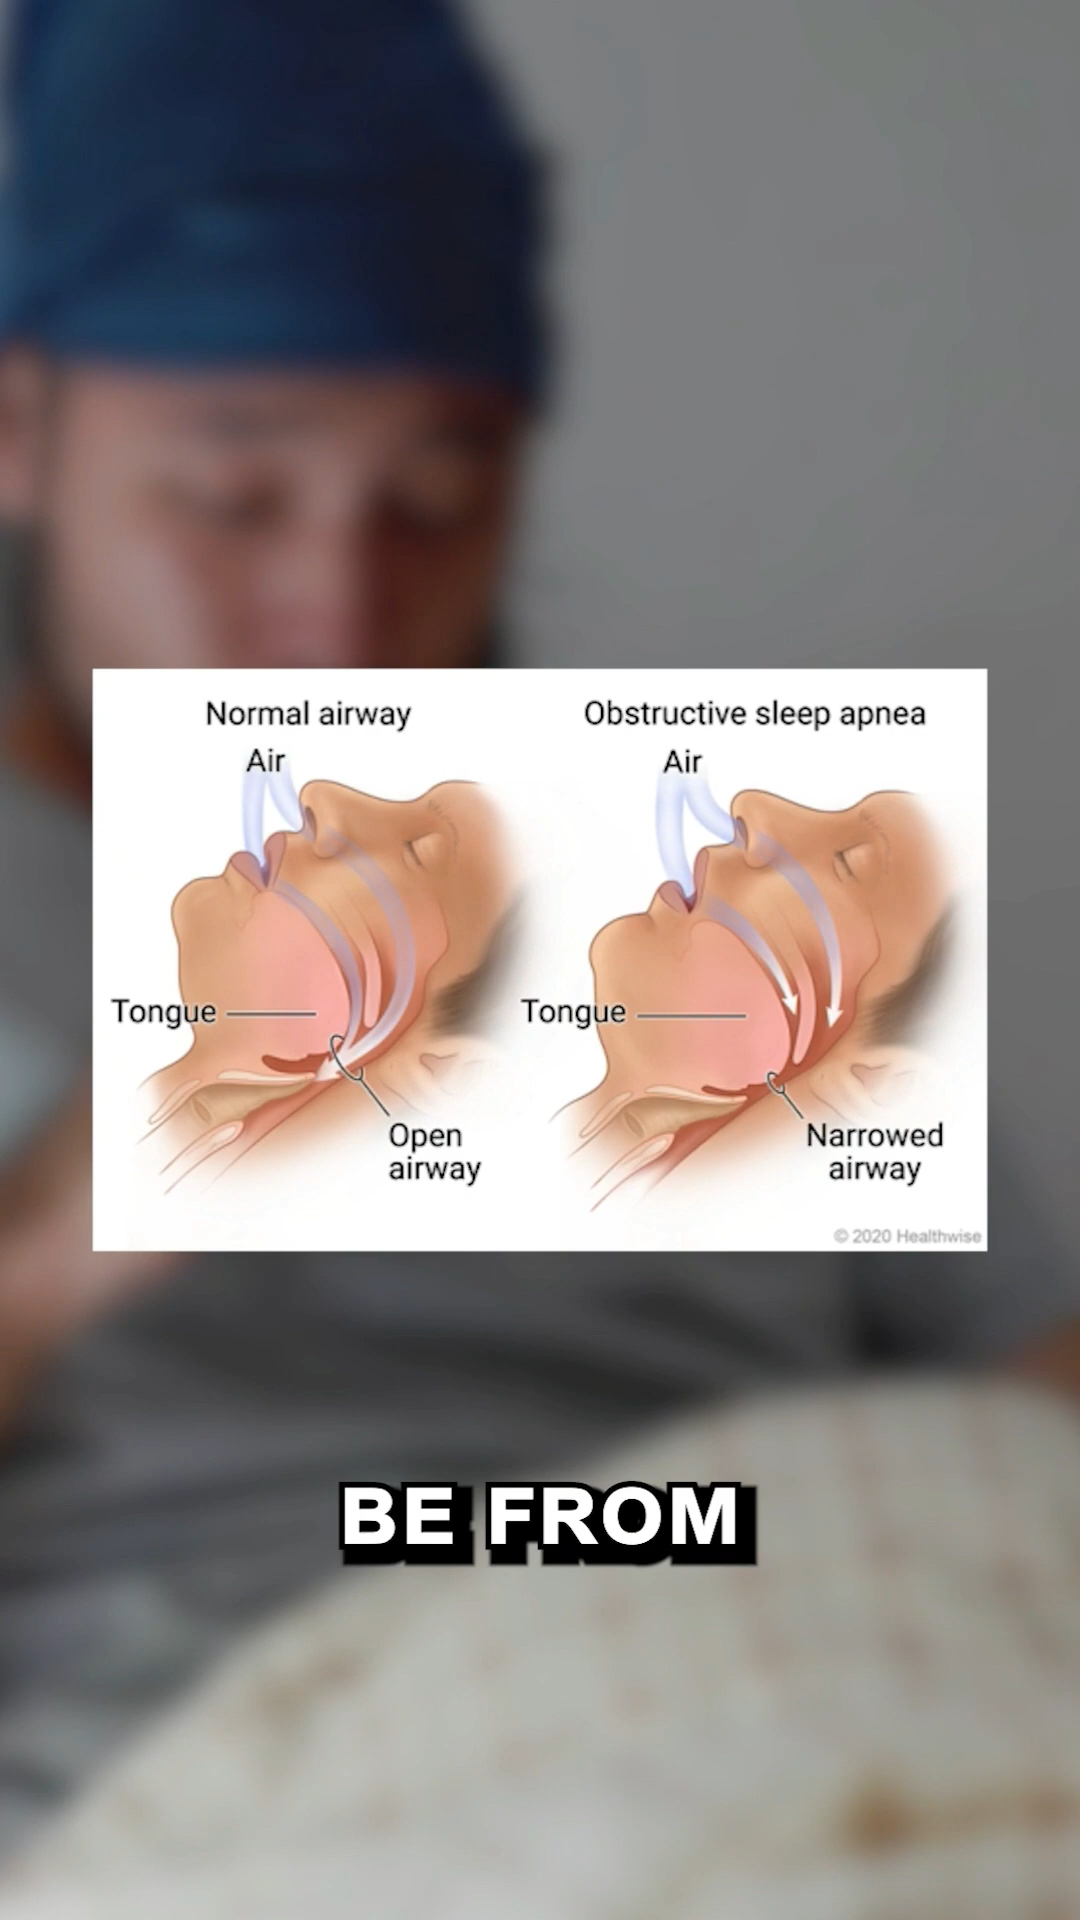 Normal airway
Obstructive sleep apnea
Air
Air
Tongue
Tongue
Open
airway
Narrowed
airway
© 2020 Healthwise
BE FROM